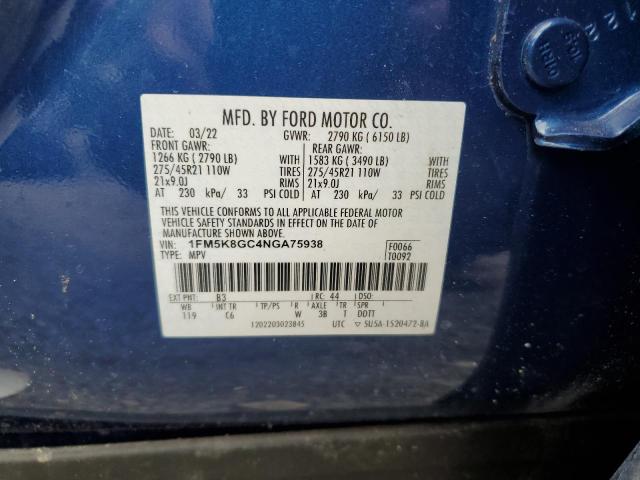 MFD. BY FORD MOTOR CO.
DATE: 03/22 GVWR: 2790 KG ( 6150 LB)
FRONT GAWR: REAR GAWR:
1266 KG ( 2790 LB) WITH 1583 KG ( 3490 LB) WITH
275/45R21 110W TIRES 275/45R21 110W TIRES
21x9.0J RIMS 21x9.0J RIMS
AT 230 kPa/ 33 PSI COLD AT 230 kPa/ 33 PSI COLD
THIS VEHICLE CONFORMS TO ALL APPLICABLE FEDERAL MOTOR
VEHICLE SAFETY STANDARDS IN EFFECT ON THE DATE OF
MANUFACTURE SHOWN ABOVE.
VIN: 1FM5K8GC4NGA75938 F0066
TYPE: MPV T0092
EXT PNT: B3 RC: 44 DSO:
WB INT TR TP/PS R AXLE TR SPR
119 C6 W 3B T DDTT
1202203023845 UTC ▽ 5U5A-1520472-BA